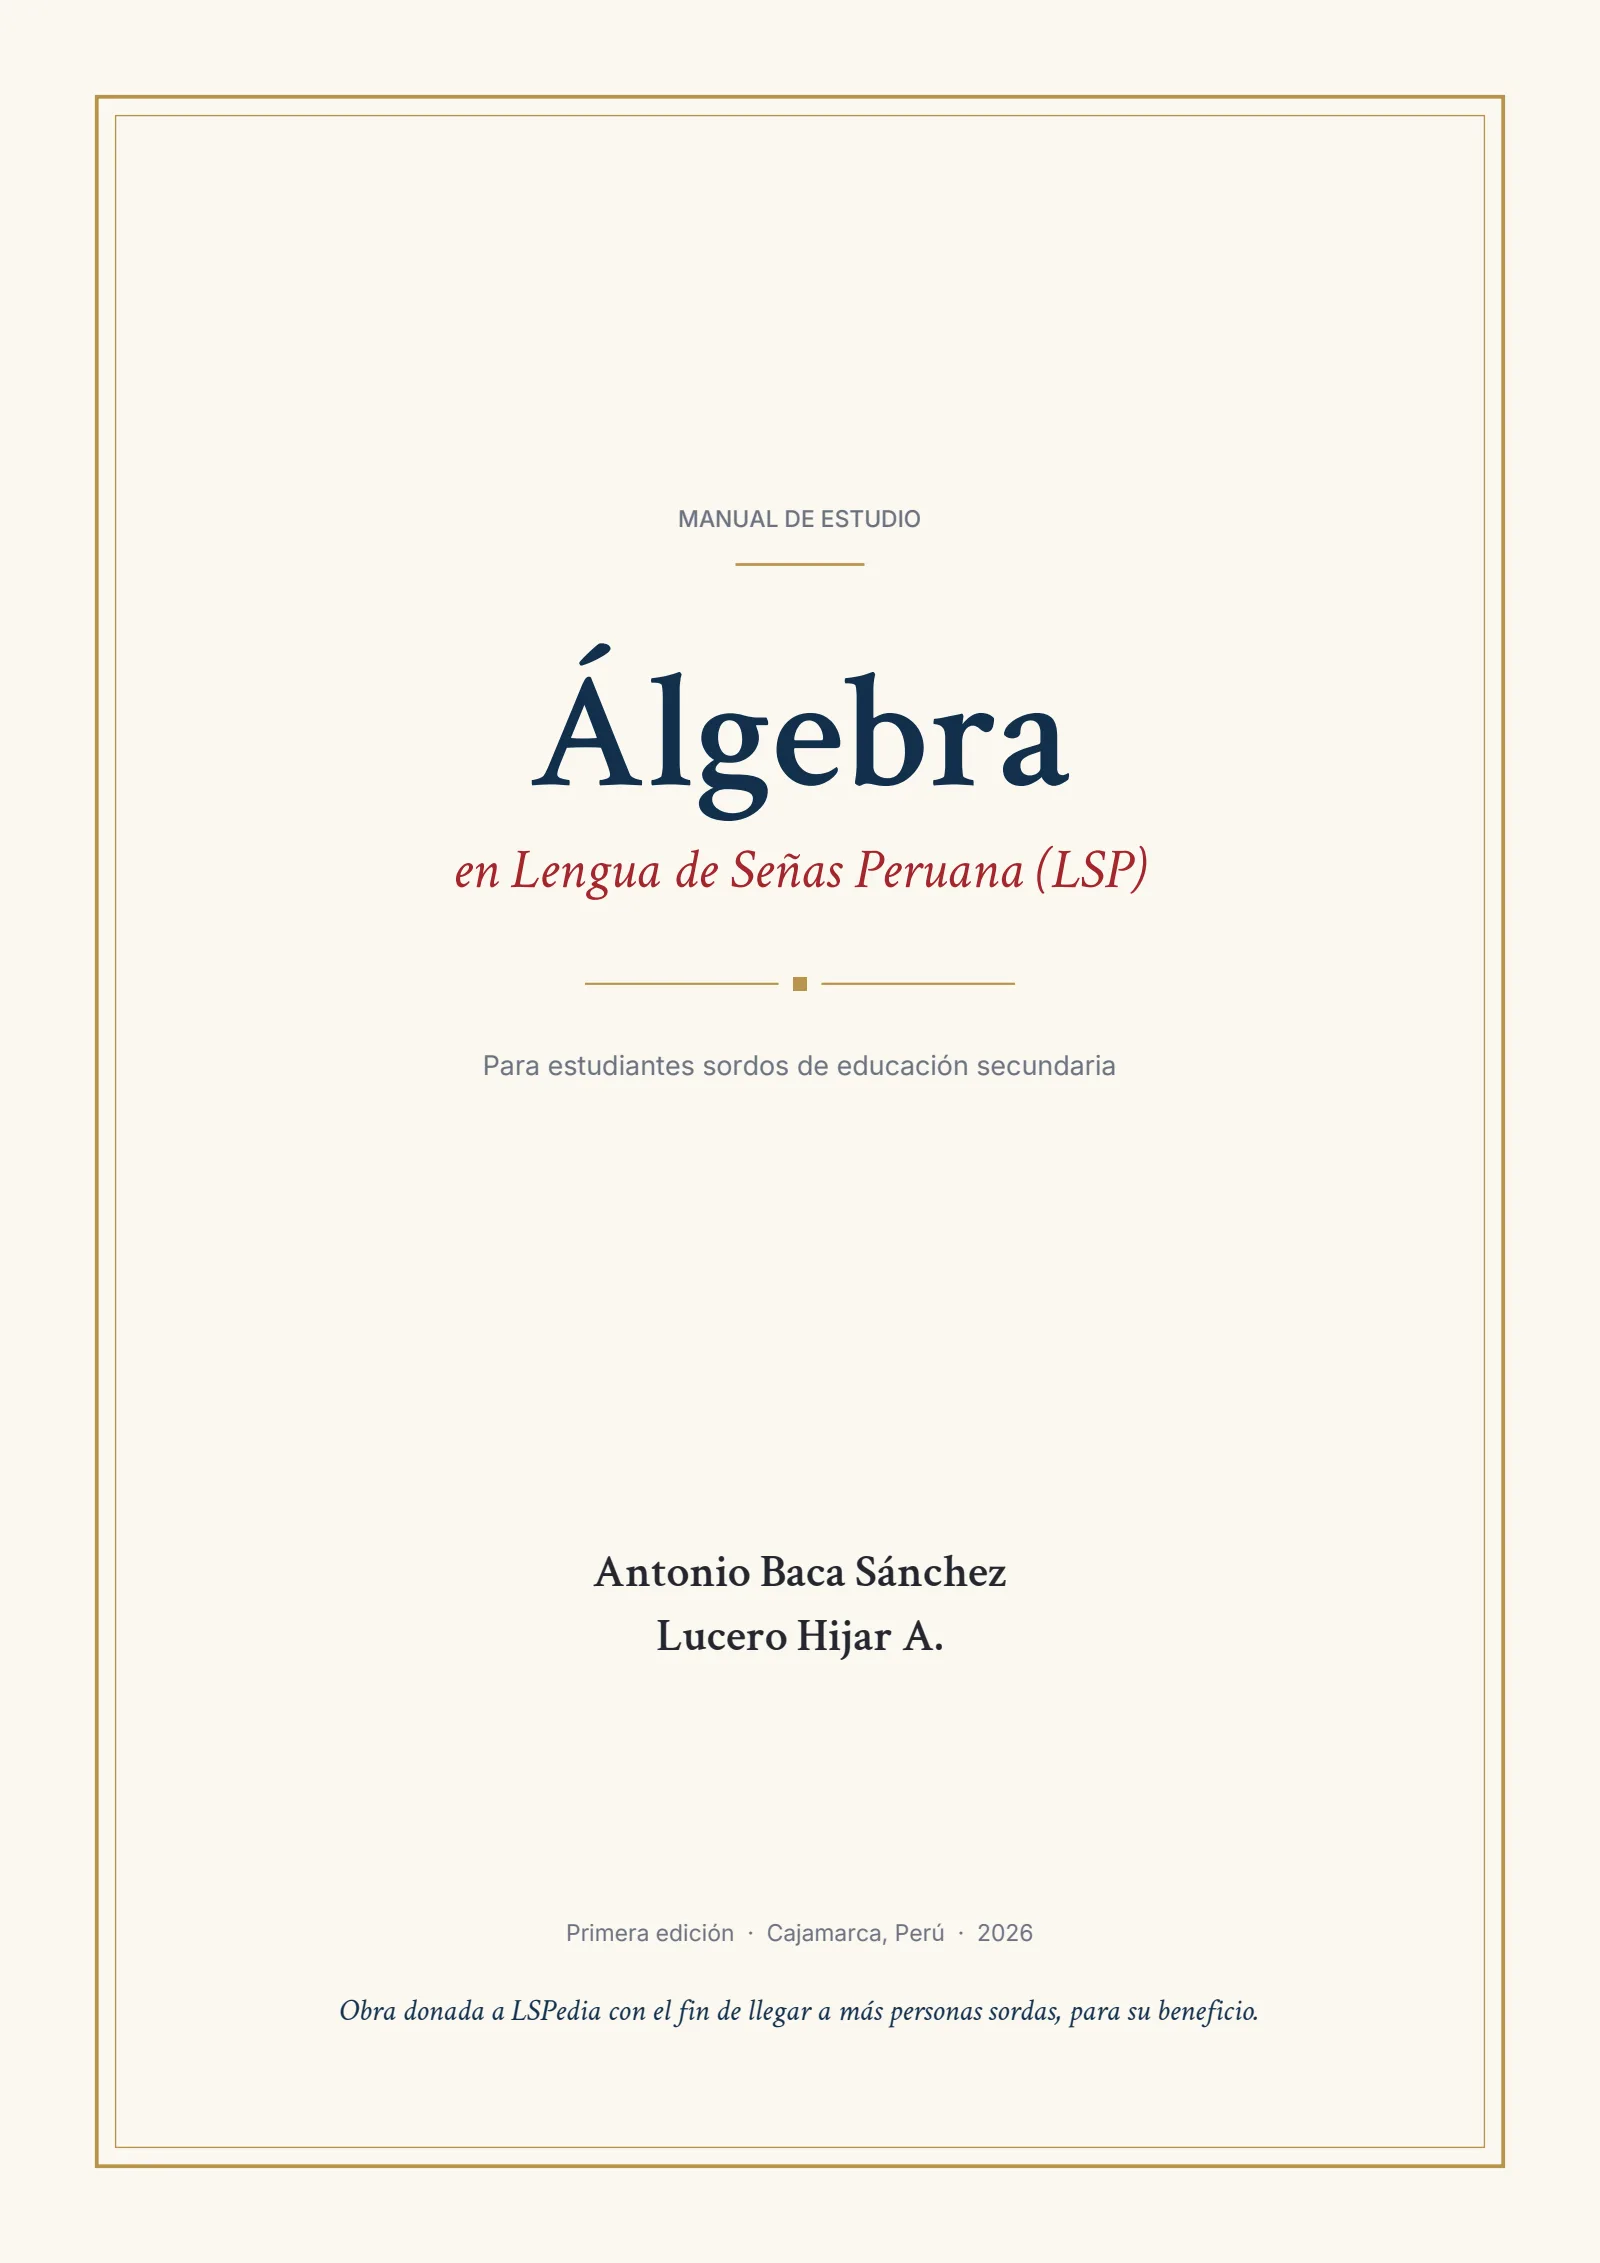 MANUAL DE ESTUDIO
Álgebra
en Lengua de Señas Peruana (LSP)
Para estudiantes sordos de educación secundaria
Antonio Baca Sánchez
Lucero Hijar A.
Primera edición · Cajamarca, Perú · 2026
Obra donada a LSPedia con el fin de llegar a más personas sordas, para su beneficio.